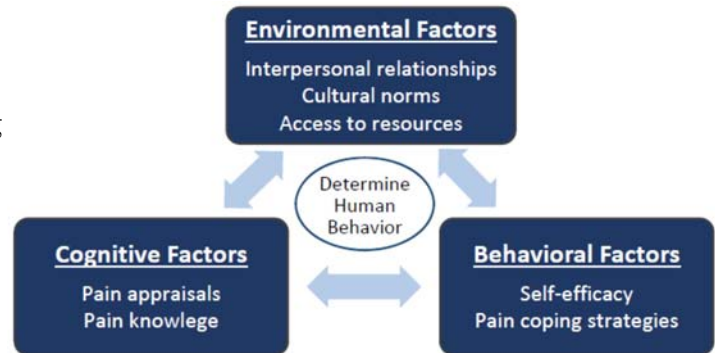 Environmental Factors
Interpersonal relationships
Cultural norms
Access to resources
Determine
Human
Behavior
Cognitive Factors
Pain appraisals
Pain knowlege
Behavioral Factors
Self-efficacy
Pain coping strategies